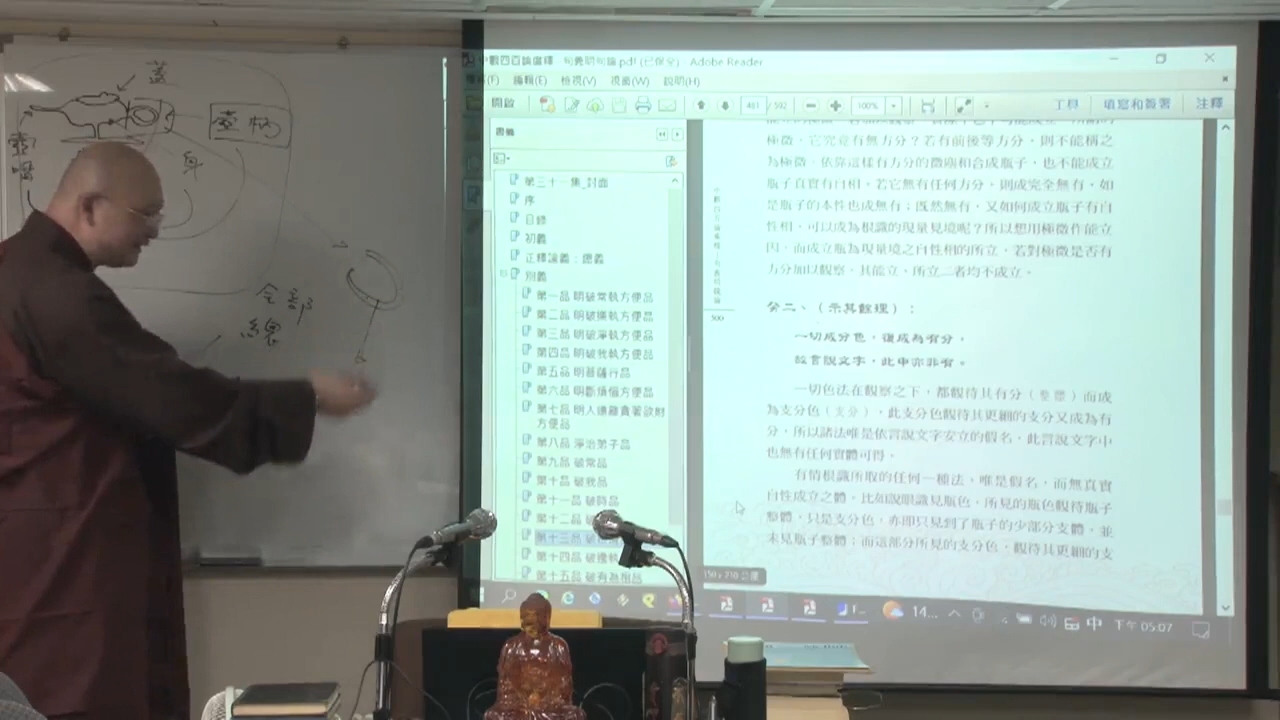 蓋
壺柄
壺嘴
身
全部
總
中觀四百論廣釋 - 句義明句論.pdf (已保全) - Adobe Reader
編輯(E) 檢視(V) 視窗(W) 說明(H)
開啟
461 / 592
100%
工具
填寫和簽署
注釋
書籤
第三十一集_封面
序
目錄
初義
正釋論義：總義
別義
第一品 明破常執方便品
第二品 明破樂執方便品
第三品 明破淨執方便品
第四品 明破我執方便品
第五品 明菩薩行品
第六品 明斷煩惱方便品
第七品 明人遠離貪著欲財方便品
第八品 淨治弟子品
第九品 破常品
第十品 破我品
第十一品 破時品
第十二品
第十三品
第十四品 破邊執
第十五品 破有為相品
極微，它究竟有無方分？若有前後等方分，則不能稱之
為極微，依靠這樣有方分的微塵和合成瓶子，也不能成立
瓶子真實有自相，若它無有任何方分，則成完全無有，如
是瓶子的本性也成無有；既然無有，又如何成立瓶子有自
性相，可以成為根識的現量見境呢？所以想用極微作能立
因，而成立瓶為現量境之自性相的所立，若對極微是否有
方分加以觀察，其能立、所立二者均不成立。
癸二、（示其餘理）：
一切成分色，復成為有分，
故言說文字，此中亦非有。
一切色法在觀察之下，都觀待其有分（整體）而成
為支分色（支分），此支分色觀待其更細的支分又成為有
分，所以諸法唯是依言說文字安立的假名，此言說文字中
也無有任何實體可得。
有情根識所取的任何一種法，唯是假名，而無真實
自性成立之體，比如說眼識見瓶色，所見的瓶色觀待瓶子
整體，只是支分色，亦即只見到了瓶子的少部分支體，並
未見瓶子整體；而這部分所見的支分色，觀待其更細的支
300
150 x 210 公釐
14...
中
下午 05:07